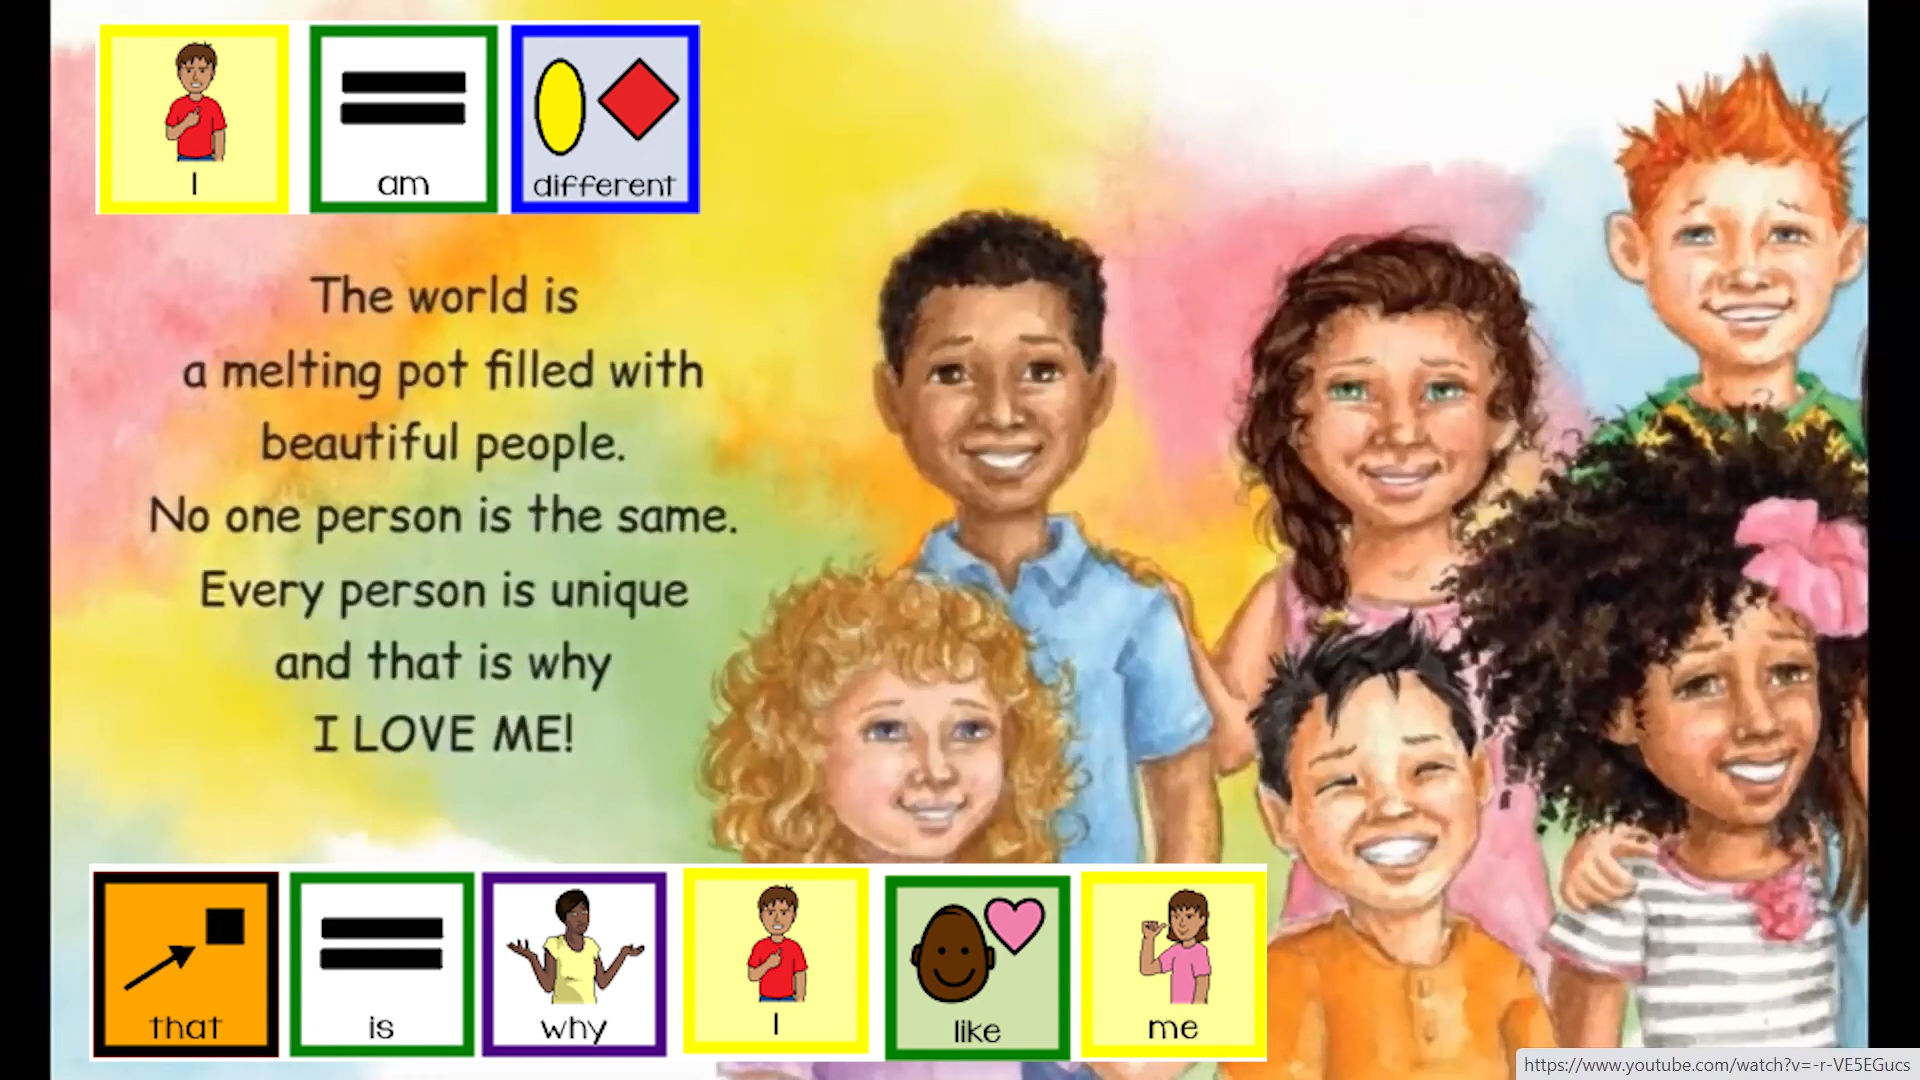 I am different
The world is
a melting pot filled with
beautiful people.
No one person is the same.
Every person is unique
and that is why
I LOVE ME!
that is why I like me
https://www.youtube.com/watch?v=-r-VE5EGucs